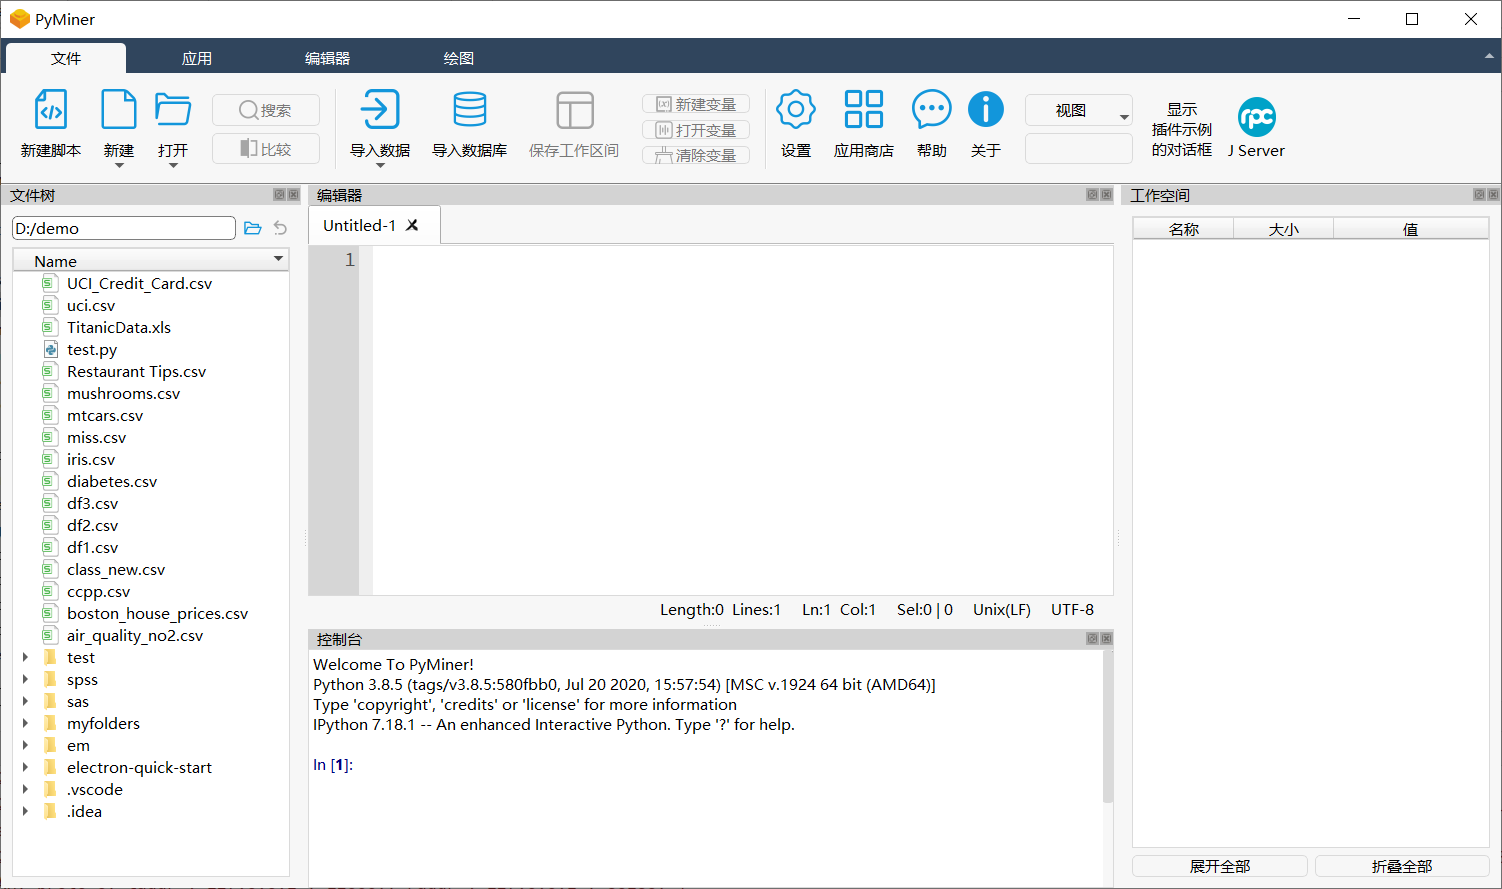 PyMiner
文件 应用 编辑器 绘图
新建脚本 新建 打开 搜索 比较
导入数据 导入数据库 保存工作区间 新建变量 打开变量 清除变量
设置 应用商店 帮助 关于 视图
显示
插件示例
的对话框
rpc
J Server
文件树
D:/demo
Name
UCI_Credit_Card.csv
uci.csv
TitanicData.xls
test.py
Restaurant Tips.csv
mushrooms.csv
mtcars.csv
miss.csv
iris.csv
diabetes.csv
df3.csv
df2.csv
df1.csv
class_new.csv
ccpp.csv
boston_house_prices.csv
air_quality_no2.csv
test
spss
sas
myfolders
em
electron-quick-start
.vscode
.idea
编辑器
Untitled-1
1
Length:0 Lines:1 Ln:1 Col:1 Sel:0 | 0 Unix(LF) UTF-8
控制台
Welcome To PyMiner!
Python 3.8.5 (tags/v3.8.5:580fbb0, Jul 20 2020, 15:57:54) [MSC v.1924 64 bit (AMD64)]
Type 'copyright', 'credits' or 'license' for more information
IPython 7.18.1 -- An enhanced Interactive Python. Type '?' for help.
In [1]:
工作空间
名称 大小 值
展开全部 折叠全部